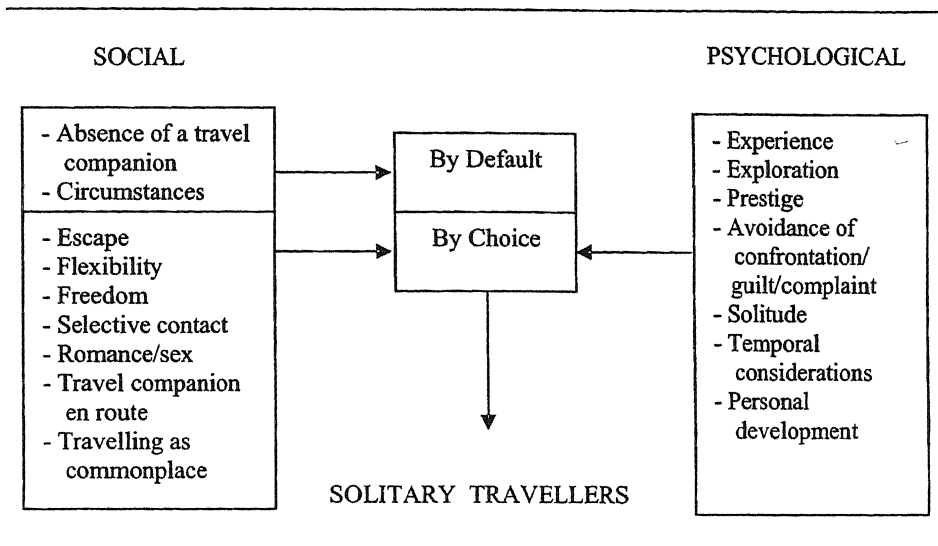 SOCIAL
PSYCHOLOGICAL
- Absence of a travel
companion
- Circumstances
- Escape
- Flexibility
- Freedom
- Selective contact
- Romance/sex
- Travel companion
en route
- Travelling as
commonplace
By Default
By Choice
- Experience
- Exploration
- Prestige
- Avoidance of
confrontation/
guilt/complaint
- Solitude
- Temporal
considerations
- Personal
development
SOLITARY TRAVELLERS